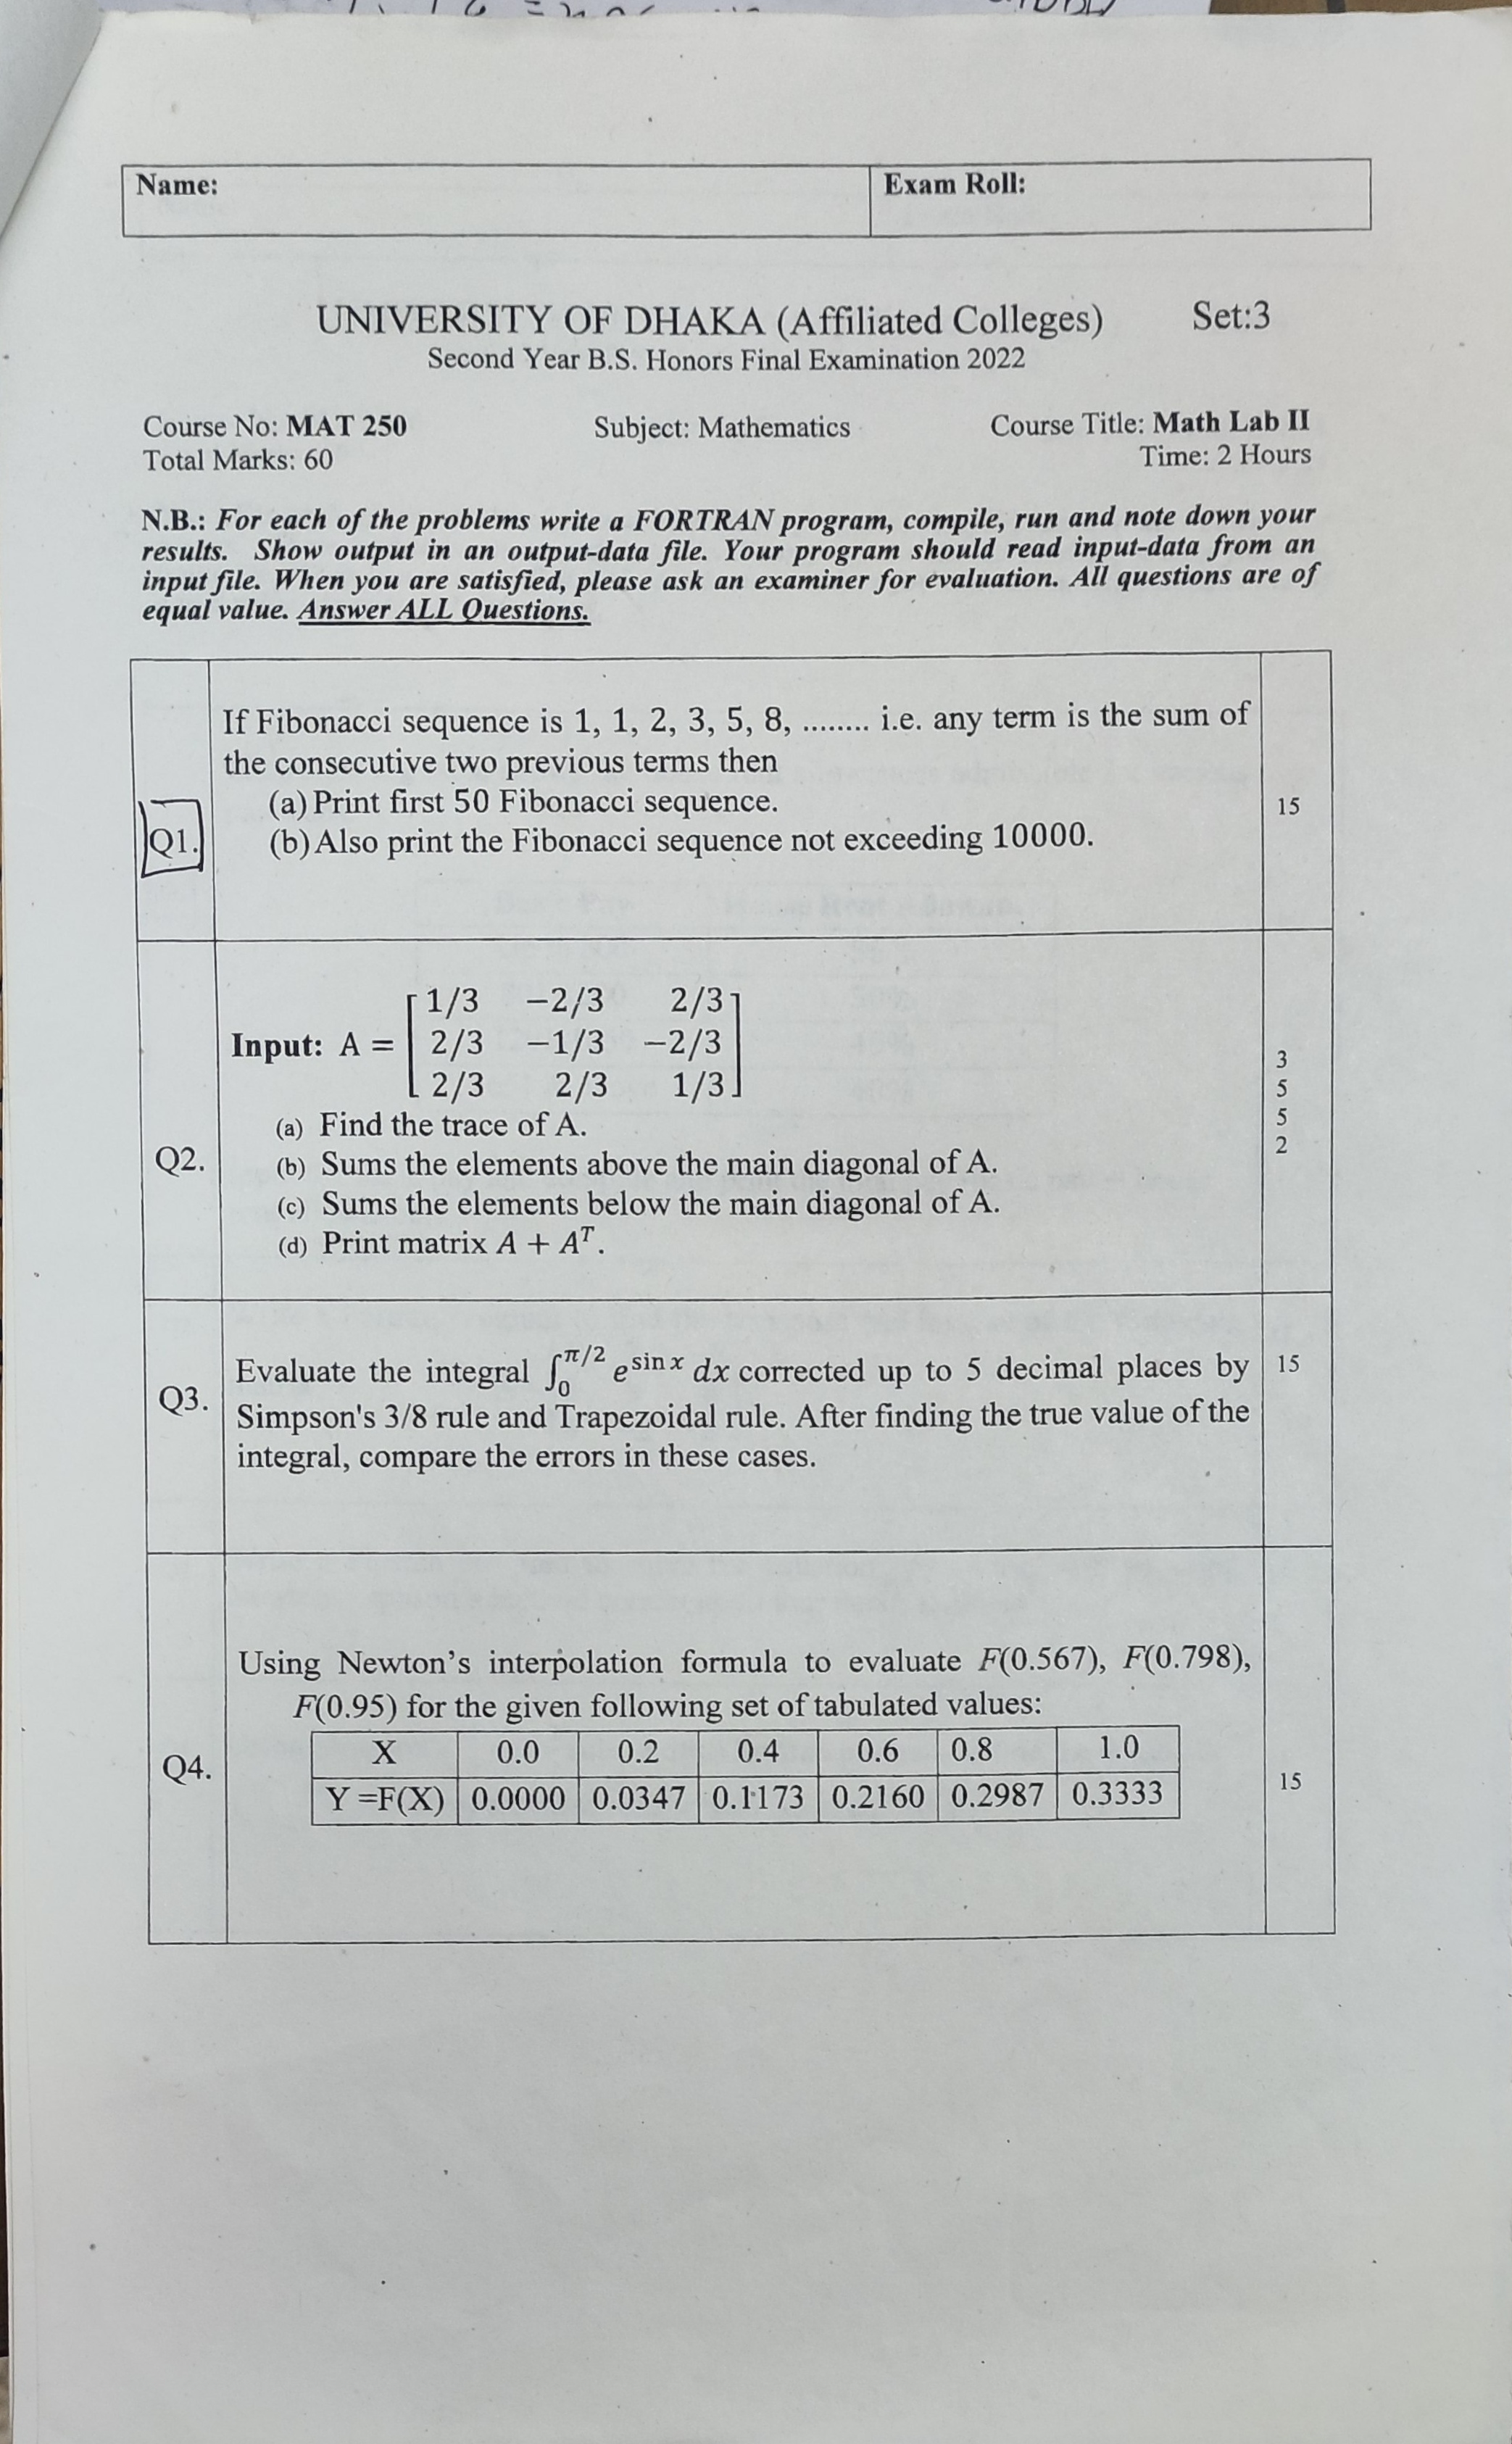 Name: Exam Roll:
UNIVERSITY OF DHAKA (Affiliated Colleges) Set:3
Second Year B.S. Honors Final Examination 2022
Course No: MAT 250 Subject: Mathematics Course Title: Math Lab II
Total Marks: 60 Time: 2 Hours
N.B.: For each of the problems write a FORTRAN program, compile, run and note down your
results. Show output in an output-data file. Your program should read input-data from an
input file. When you are satisfied, please ask an examiner for evaluation. All questions are of
equal value. Answer ALL Questions.
If Fibonacci sequence is 1, 1, 2, 3, 5, 8, ........ i.e. any term is the sum of
the consecutive two previous terms then
(a) Print first 50 Fibonacci sequence.
15
Q1. (b) Also print the Fibonacci sequence not exceeding 10000.
1/3 −2/3 2/3
Input: A = 2/3 −1/3 −2/3
2/3 2/3 1/3
(a) Find the trace of A.
Q2. (b) Sums the elements above the main diagonal of A.
(c) Sums the elements below the main diagonal of A.
(d) Print matrix A + Aᵀ.
3
5
5
2
Q3. Evaluate the integral ∫₀^π/2 e^sin x dx corrected up to 5 decimal places by 15
Simpson's 3/8 rule and Trapezoidal rule. After finding the true value of the
integral, compare the errors in these cases.
Using Newton’s interpolation formula to evaluate F(0.567), F(0.798),
F(0.95) for the given following set of tabulated values:
Q4. X 0.0 0.2 0.4 0.6 0.8 1.0
Y =F(X) 0.0000 0.0347 0.1173 0.2160 0.2987 0.3333 15